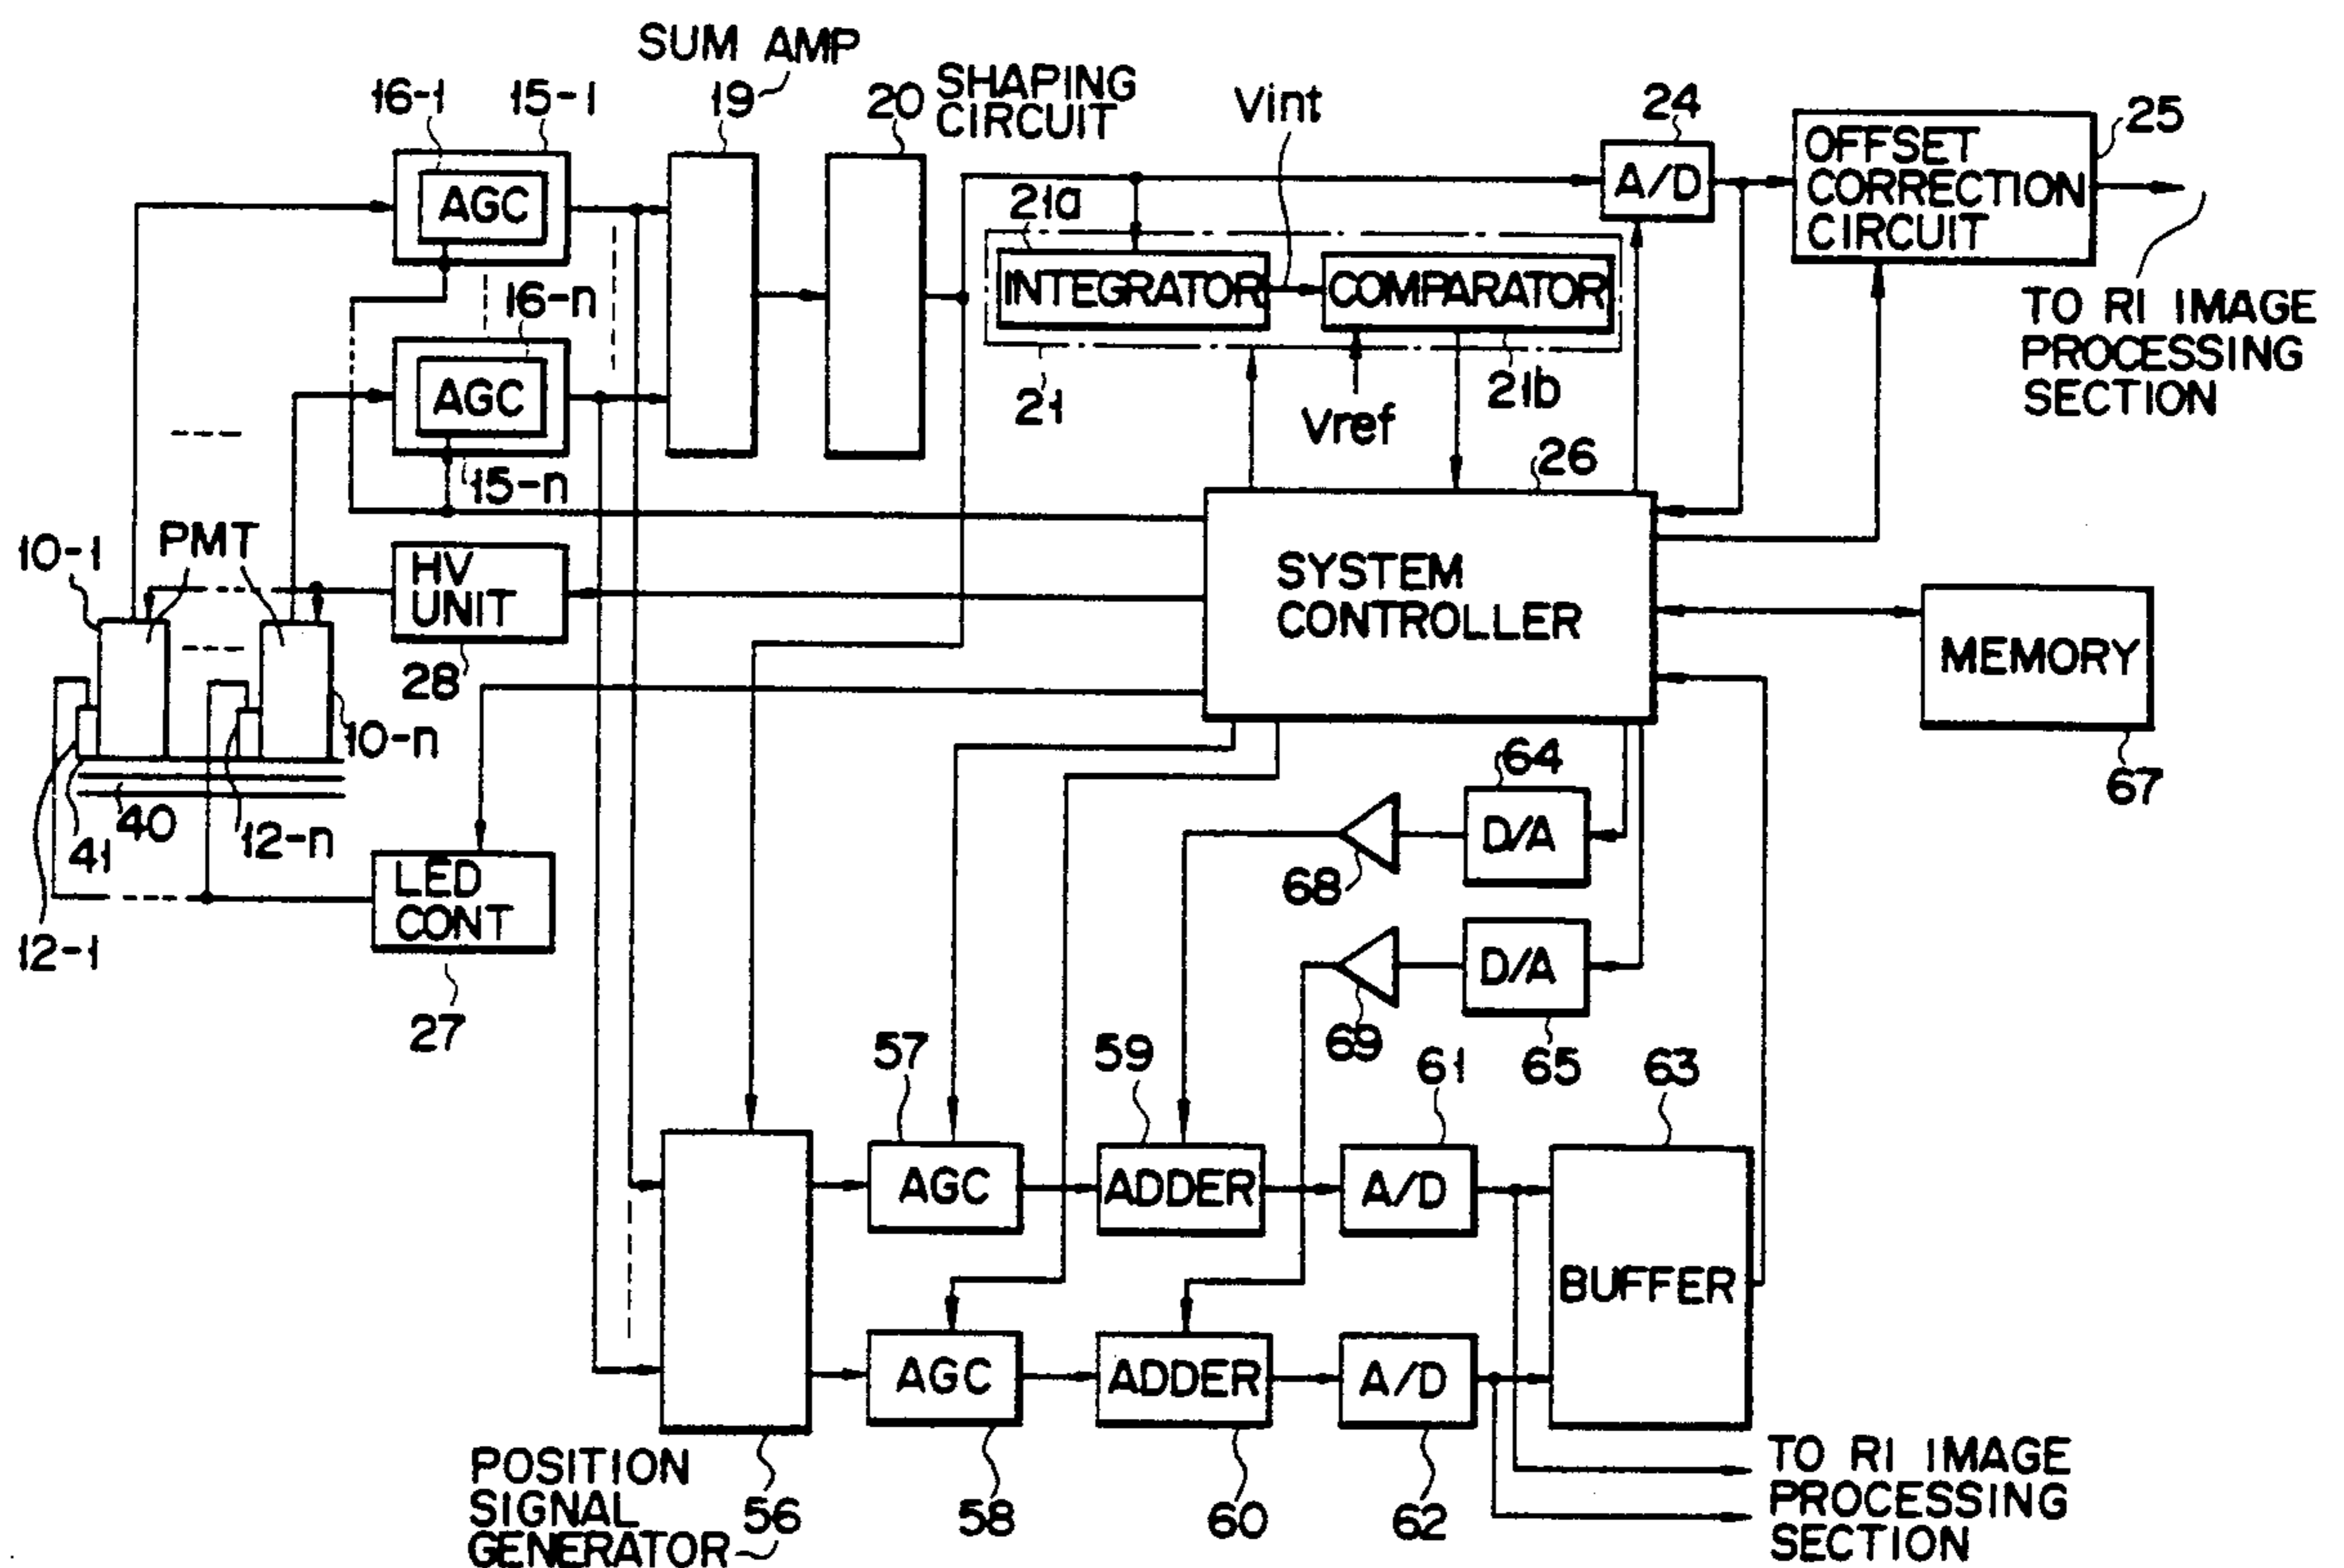 SUM AMP
16-1
15-1
19
20
SHAPING
CIRCUIT
Vint
24
25
AGC
21a
A/D
OFFSET
CORRECTION
CIRCUIT
INTEGRATOR
COMPARATOR
16-n
AGC
21
Vref
21b
TO RI IMAGE
PROCESSING
SECTION
15-n
26
10-1
PMT
HV
UNIT
SYSTEM
CONTROLLER
MEMORY
28
10-n
67
64
D/A
40
41
12-n
68
LED
CONT
12-1
D/A
69
65
27
57
59
61
63
AGC
ADDER
A/D
BUFFER
AGC
ADDER
A/D
POSITION
SIGNAL
GENERATOR
56
58
60
62
TO RI IMAGE
PROCESSING
SECTION